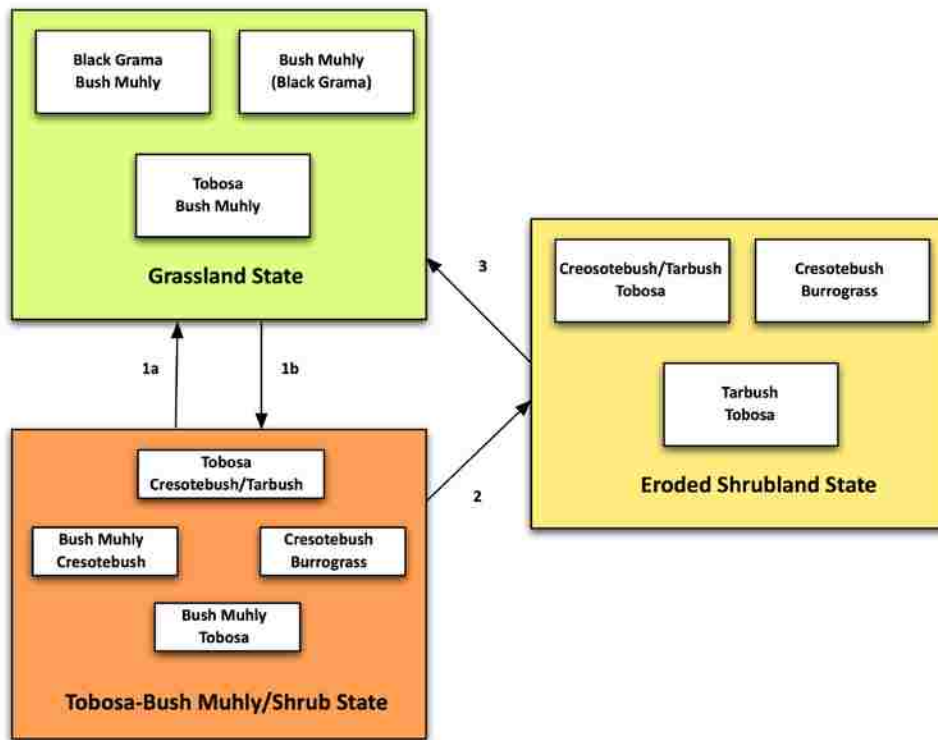 Black Grama
Bush Muhly
Bush Muhly
(Black Grama)
Tobosa
Bush Muhly
Grassland State
1a
1b
3
2
Creosotebush/Tarbush
Tobosa
Cresotebush
Burrograss
Tarbush
Tobosa
Eroded Shrubland State
Tobosa
Cresotebush/Tarbush
Bush Muhly
Cresotebush
Cresotebush
Burrograss
Bush Muhly
Tobosa
Tobosa-Bush Muhly/Shrub State